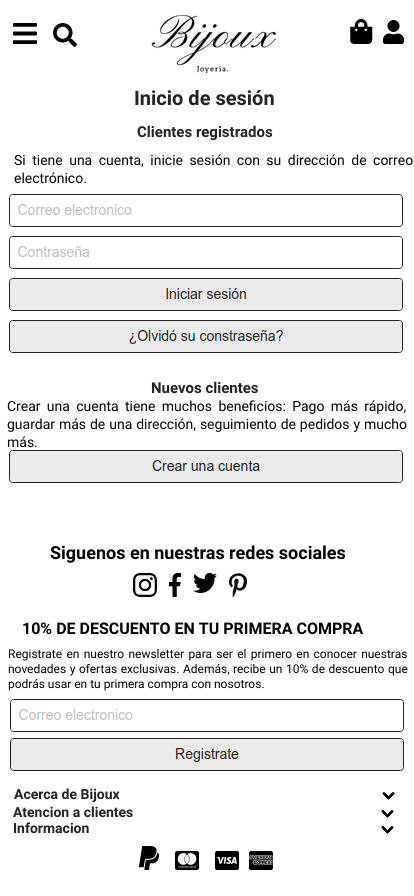 Bijoux
Joyería.
Inicio de sesión
Clientes registrados
Si tiene una cuenta, inicie sesión con su dirección de correo
electrónico.
Correo electronico
Contraseña
Iniciar sesión
¿Olvidó su constraseña?
Nuevos clientes
Crear una cuenta tiene muchos beneficios: Pago más rápido,
guardar más de una dirección, seguimiento de pedidos y mucho
más.
Crear una cuenta
Siguenos en nuestras redes sociales
10% DE DESCUENTO EN TU PRIMERA COMPRA
Registrate en nuestro newsletter para ser el primero en conocer nuestras
novedades y ofertas exclusivas. Además, recibe un 10% de descuento que
podrás usar en tu primera compra con nosotros.
Correo electronico
Registrate
Acerca de Bijoux
Atencion a clientes
Informacion
VISA